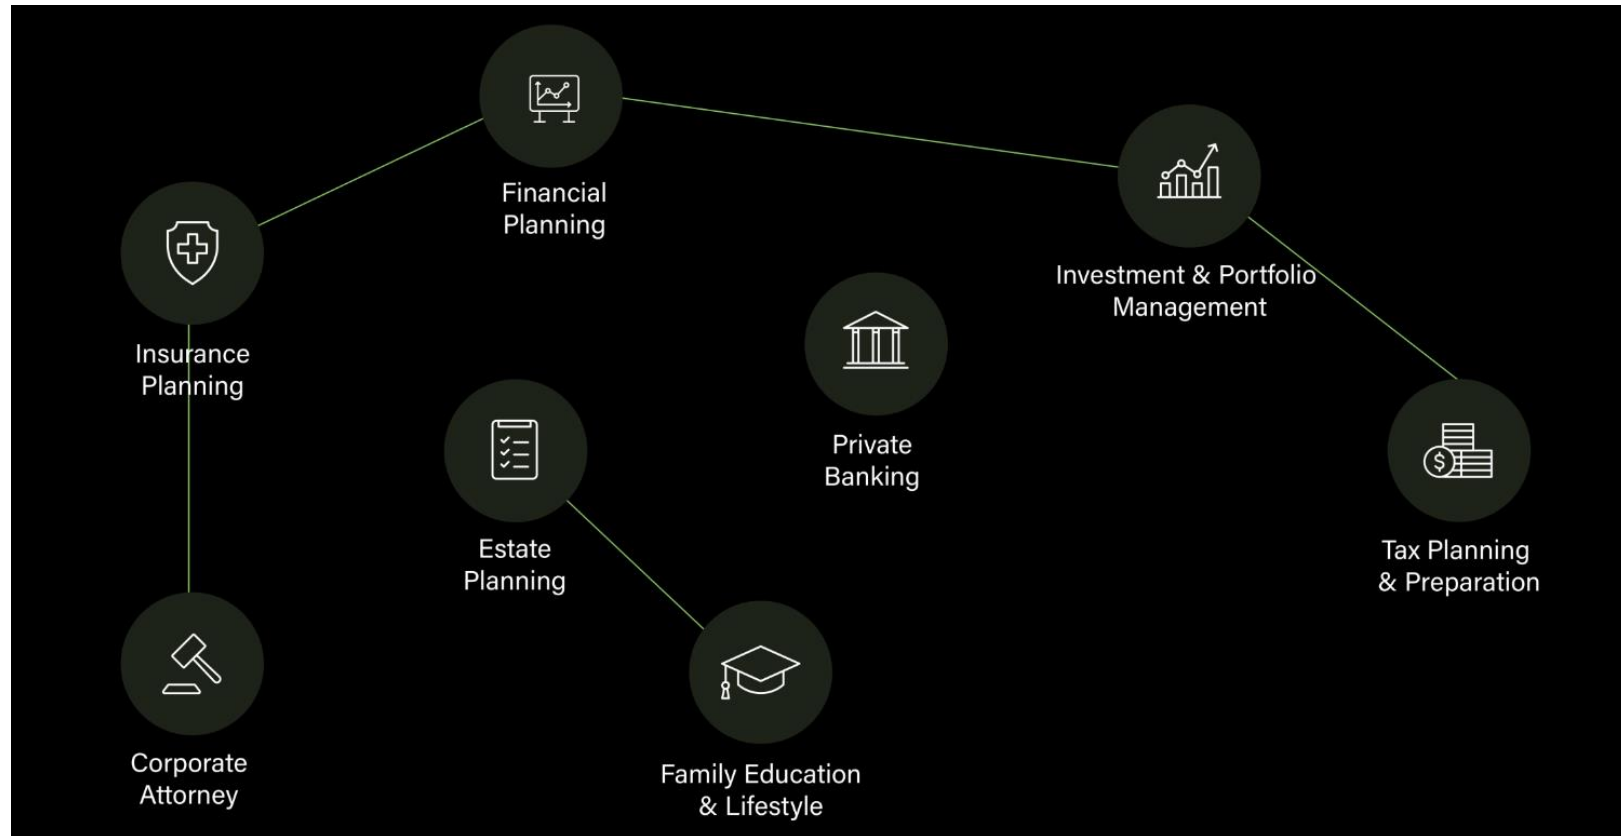 Financial
Planning
Investment & Portfolio
Management
Insurance
Planning
Private
Banking
Estate
Planning
Tax Planning
& Preparation
Corporate
Attorney
Family Education
& Lifestyle
$